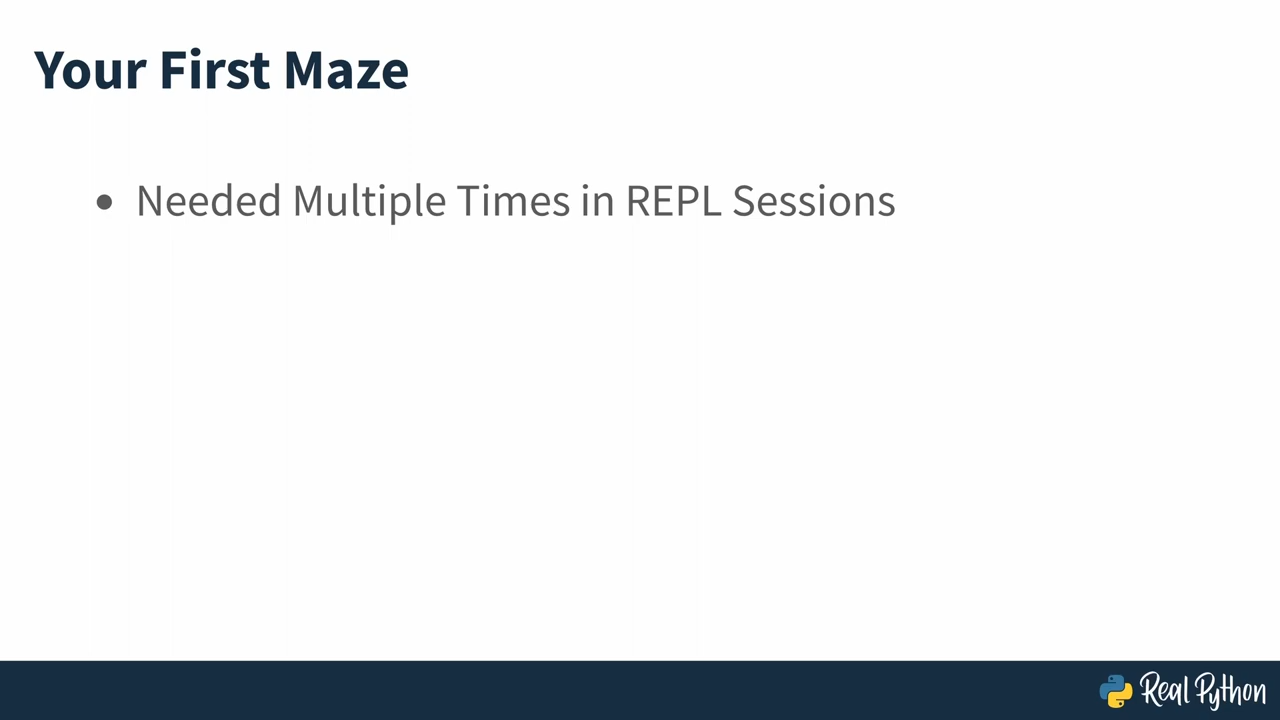 Your First Maze
• Needed Multiple Times in REPL Sessions
Real Python